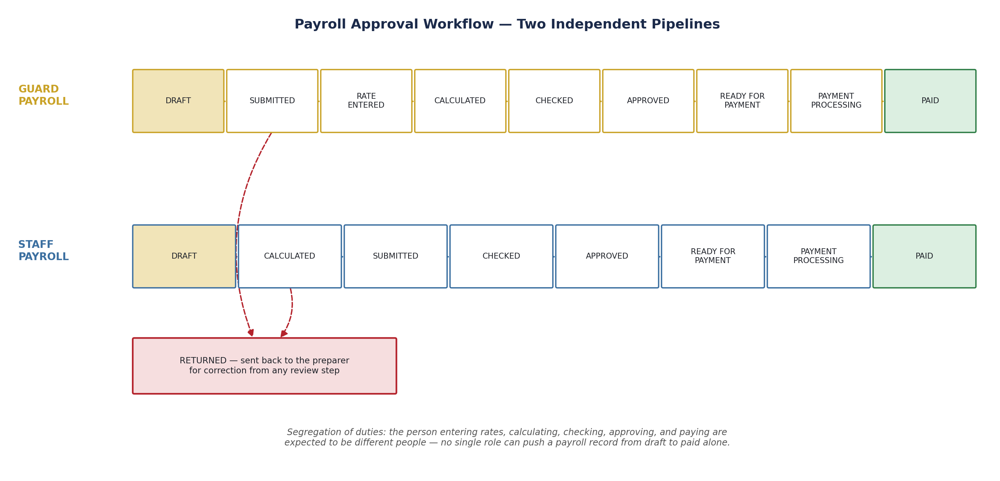 Payroll Approval Workflow — Two Independent Pipelines
GUARD
PAYROLL
DRAFT
SUBMITTED
RATE
ENTERED
CALCULATED
CHECKED
APPROVED
READY FOR
PAYMENT
PAYMENT
PROCESSING
PAID
STAFF
PAYROLL
DRAFT
CALCULATED
SUBMITTED
CHECKED
APPROVED
READY FOR
PAYMENT
PAYMENT
PROCESSING
PAID
RETURNED — sent back to the preparer
for correction from any review step
Segregation of duties: the person entering rates, calculating, checking, approving, and paying are
expected to be different people — no single role can push a payroll record from draft to paid alone.